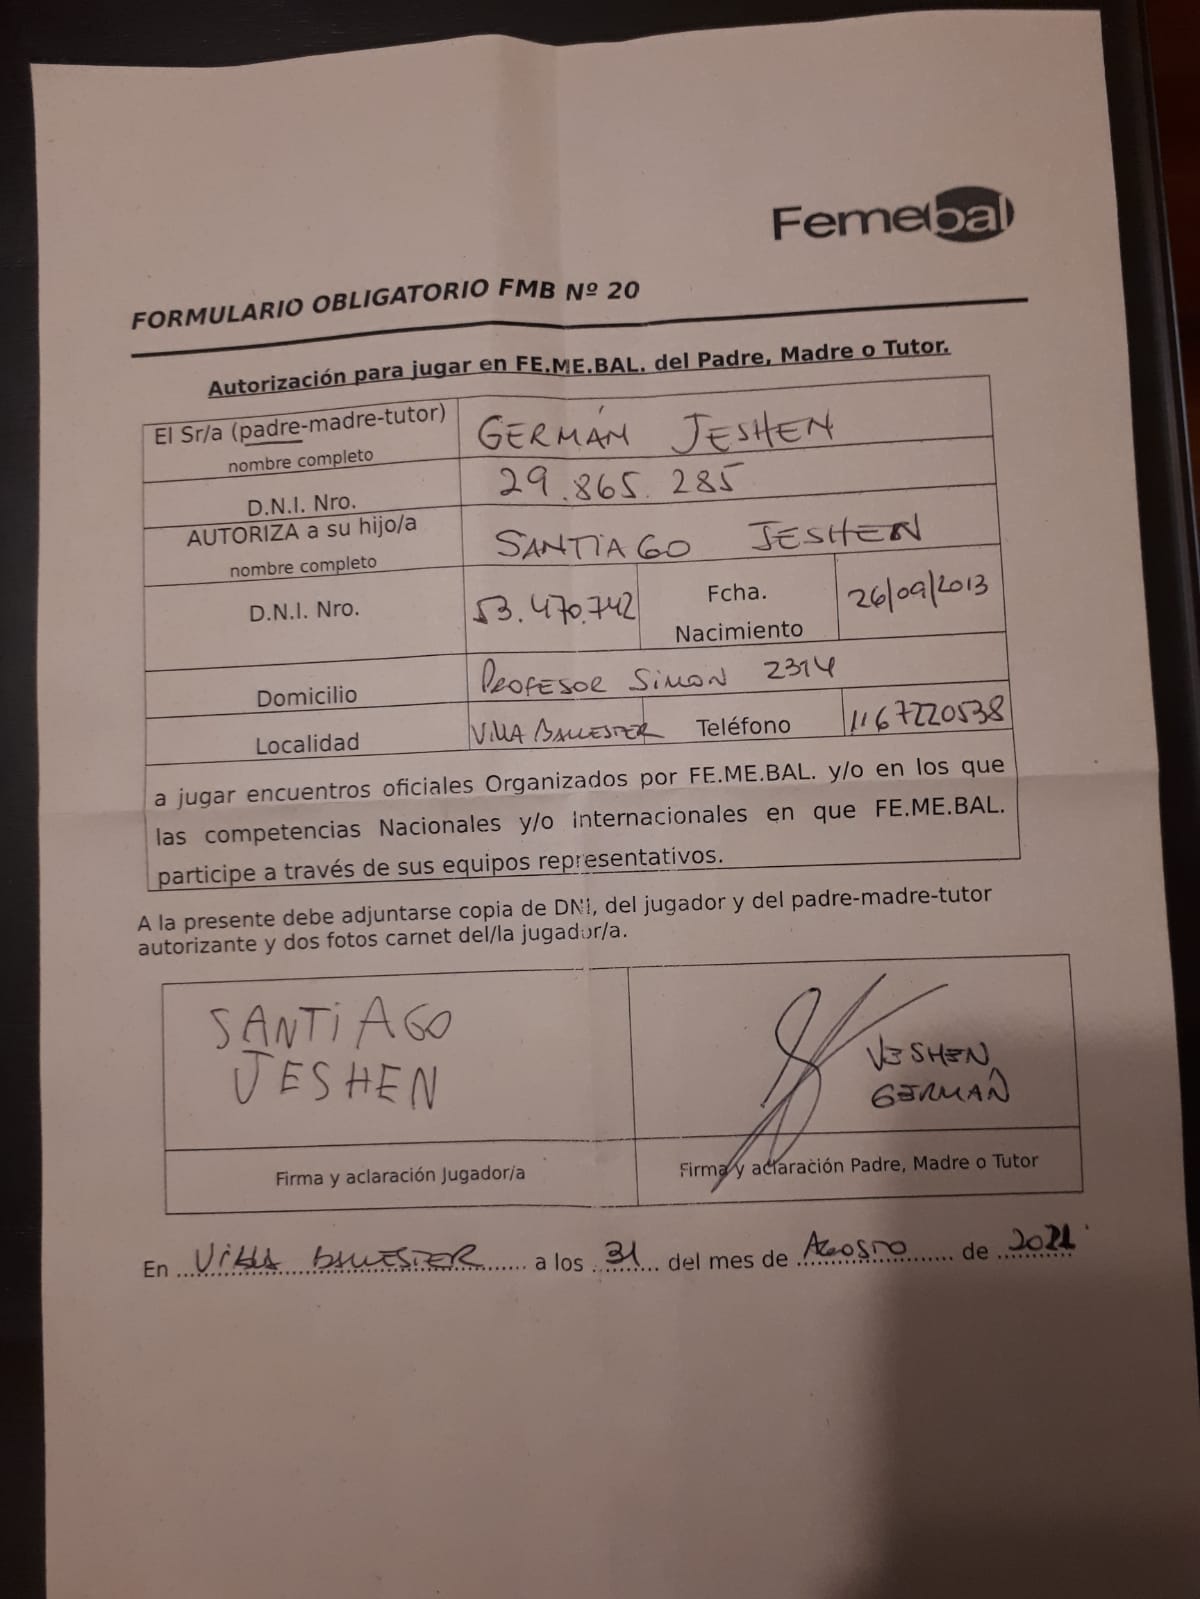 Femebal
FORMULARIO OBLIGATORIO FMB Nº 20
Autorización para jugar en FE.ME.BAL. del Padre, Madre o Tutor.
El Sr/a (padre-madre-tutor) GERMÁN JESHEN
nombre completo
D.N.I. Nro. 29.865.285
AUTORIZA a su hijo/a SANTIAGO JESHEN
nombre completo
D.N.I. Nro. 53.470.742 Fcha. 26/09/2013
Nacimiento
Domicilio PROFESOR SIMON 2314
Localidad VILLA BALLESTER Teléfono 1167220538
a jugar encuentros oficiales Organizados por FE.ME.BAL. y/o en los que
las competencias Nacionales y/o Internacionales en que FE.ME.BAL.
participe a través de sus equipos representativos.
A la presente debe adjuntarse copia de DNI, del jugador y del padre-madre-tutor
autorizante y dos fotos carnet del/la jugador/a.
SANTIAGO
JESHEN
JESHEN
GERMÁN
Firma y aclaración Jugador/a Firma y aclaración Padre, Madre o Tutor
En VILLA BALLESTER a los 31 del mes de AGOSTO de